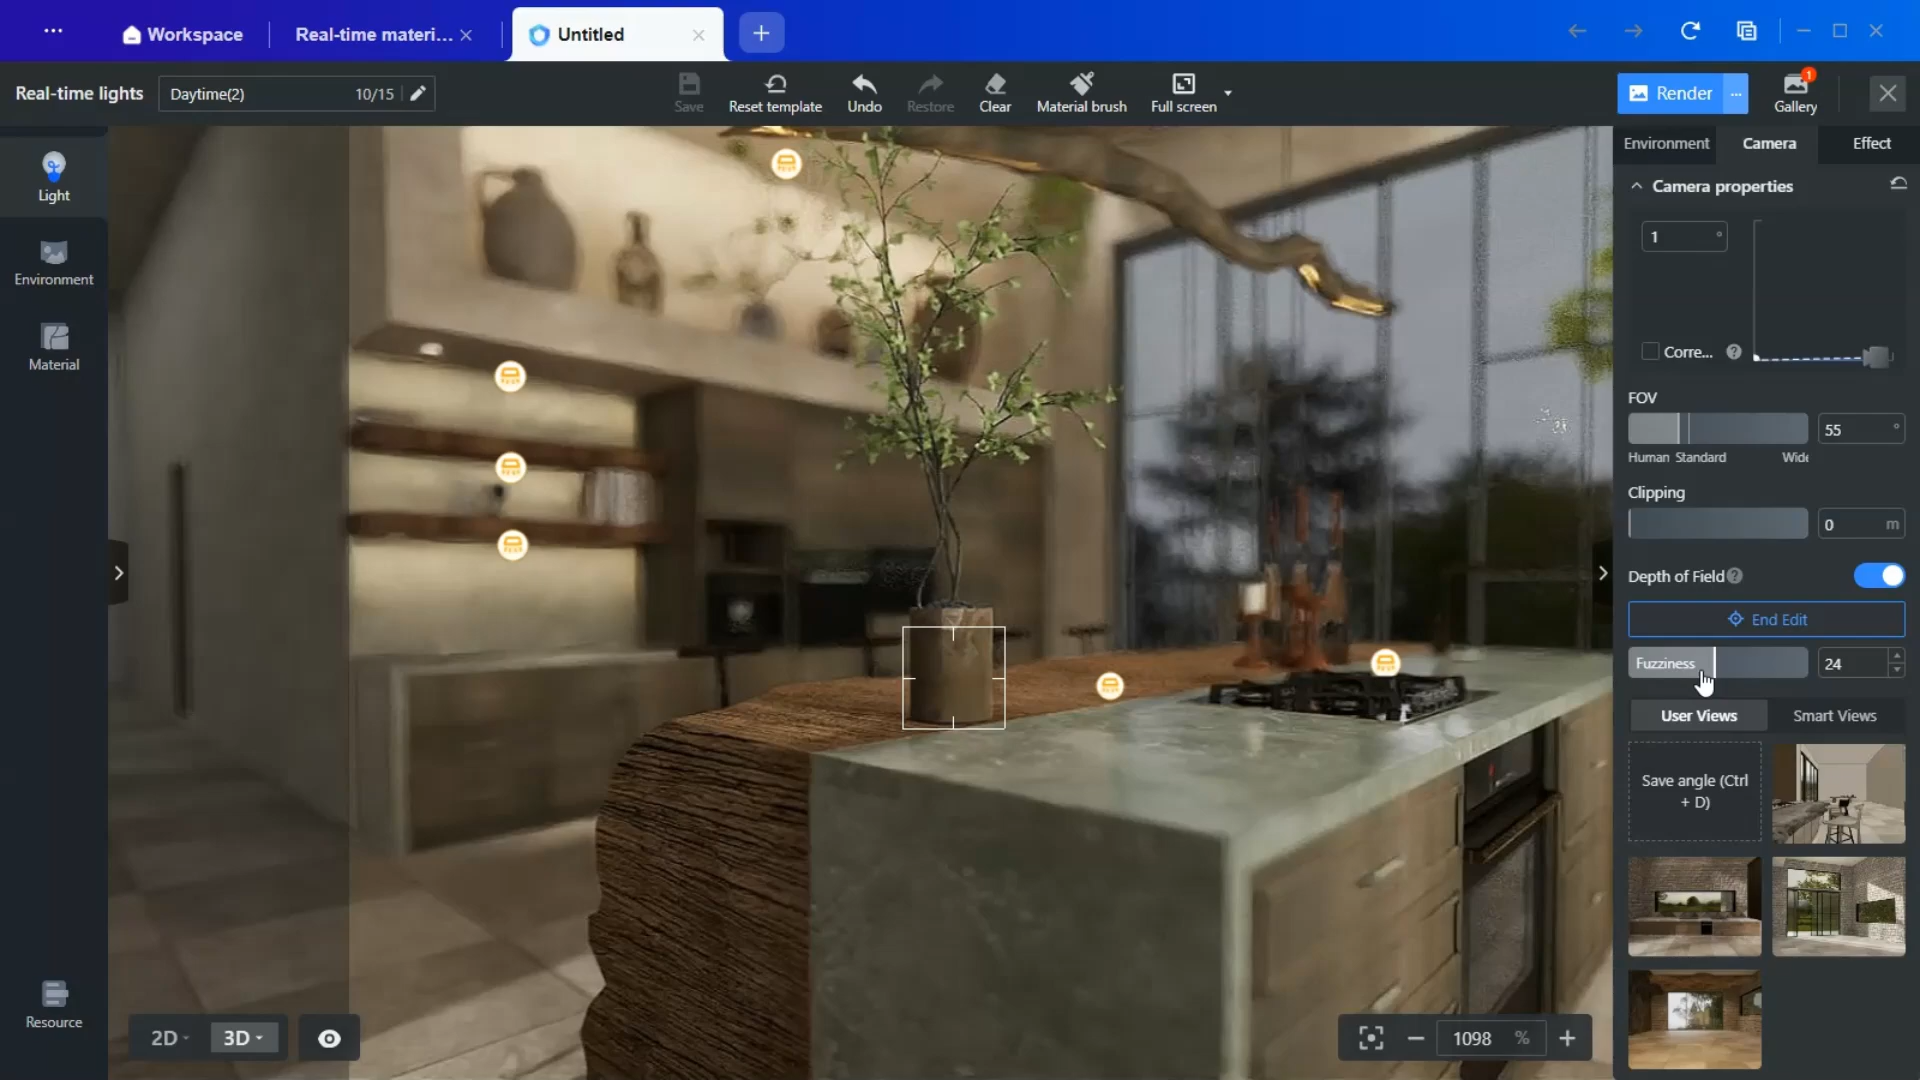 Workspace
Real-time materi...
Untitled
Real-time lights
Daytime(2)
10/15
Save
Reset template
Undo
Restore
Clear
Material brush
Full screen
Render
...
1
Gallery
Light
Environment
Material
Resource
Environment
Camera
Effect
Camera properties
1 °
Corre...
?
FOV
55 °
Human
Standard
Wide
Clipping
0 m
Depth of Field
?
End Edit
Fuzziness
24
User Views
Smart Views
Save angle (Ctrl
+ D)
2D
3D
1098 %